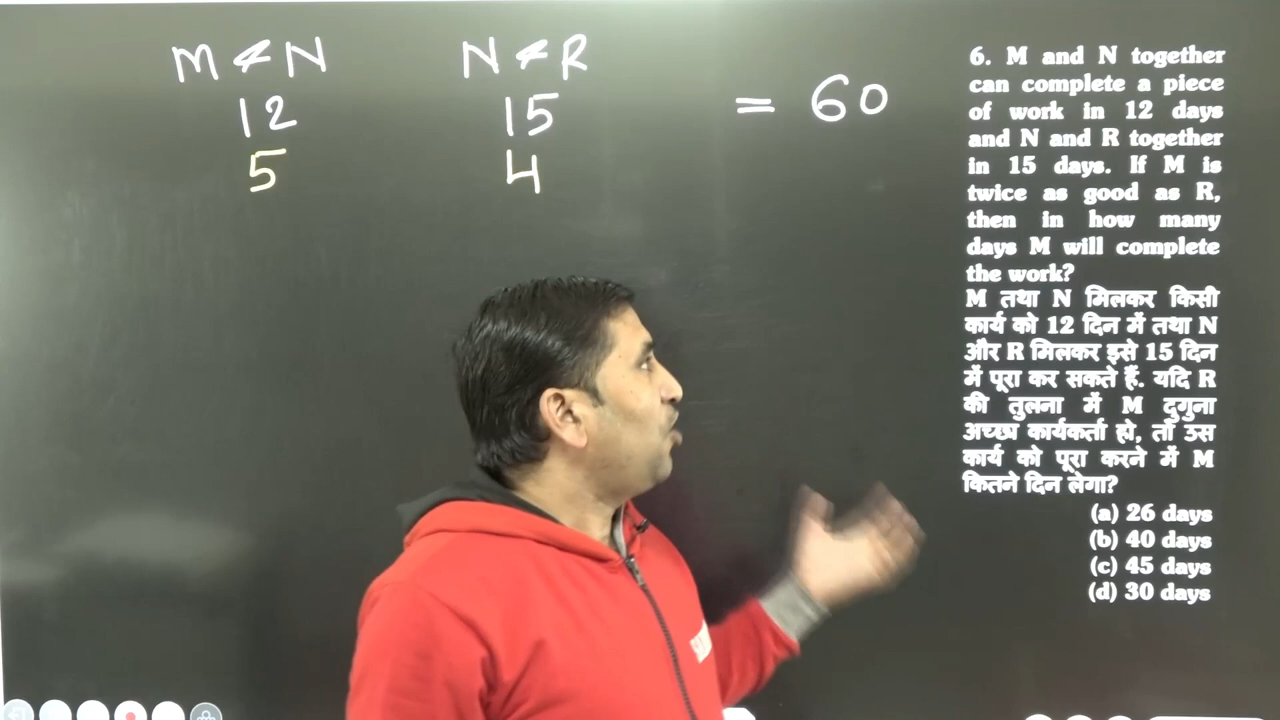 M & N N & R
12 15 = 60
5 4
6. M and N together
can complete a piece
of work in 12 days
and N and R together
in 15 days. If M is
twice as good as R,
then in how many
days M will complete
the work?
M तथा N मिलकर किसी
कार्य को 12 दिन में तथा N
और R मिलकर इसे 15 दिन
में पूरा कर सकते हैं. यदि R
की तुलना में M दुगुना
अच्छा कार्यकर्ता हो, तो उस
कार्य को पूरा करने में M
कितने दिन लेगा?
(a) 26 days
(b) 40 days
(c) 45 days
(d) 30 days